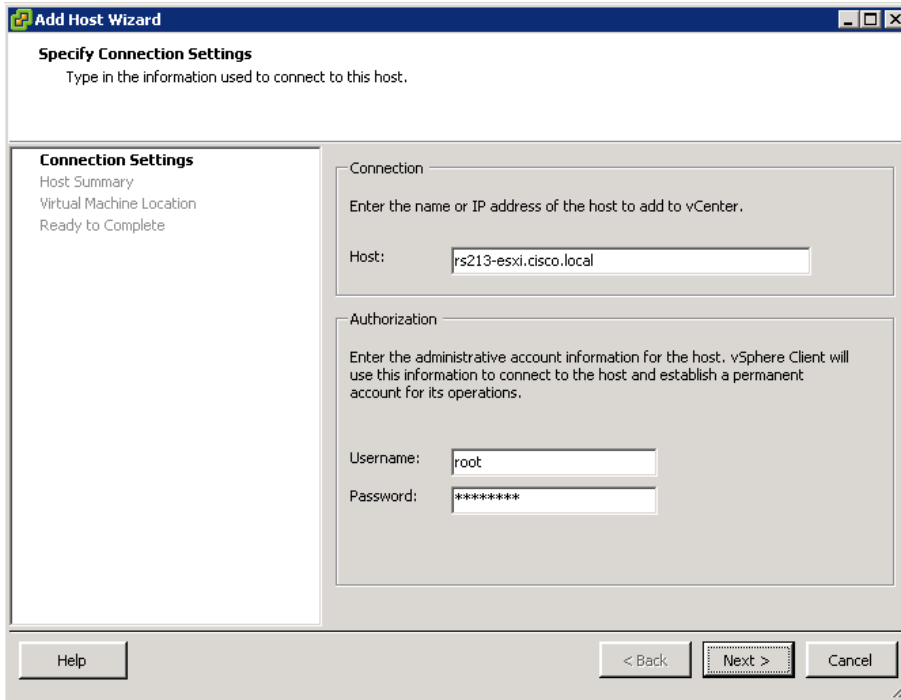 Add Host Wizard
Specify Connection Settings
Type in the information used to connect to this host.
Connection Settings
Host Summary
Virtual Machine Location
Ready to Complete
Connection
Enter the name or IP address of the host to add to vCenter.
Host:
rs213-esxi.cisco.local
Authorization
Enter the administrative account information for the host. vSphere Client will
use this information to connect to the host and establish a permanent
account for its operations.
Username:
root
Password:
********
Help
< Back
Next >
Cancel